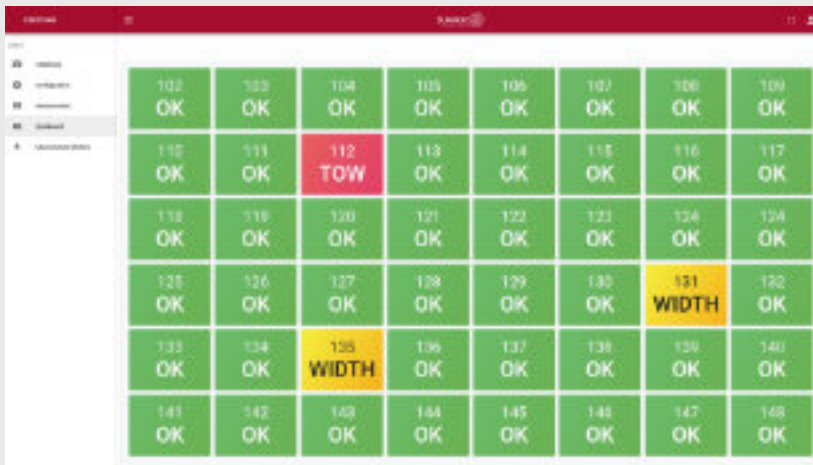 102 103 104 105 106 107 108 109
OK OK OK OK OK OK OK OK
110 111 112 113 114 115 116 117
OK OK TOW OK OK OK OK OK
118 119 120 121 122 123 124 124
OK OK OK OK OK OK OK OK
125 126 127 128 129 130 131 132
OK OK OK OK OK OK WIDTH OK
133 134 135 136 137 138 139 140
OK OK WIDTH OK OK OK OK OK
141 142 143 144 145 146 147 148
OK OK OK OK OK OK OK OK